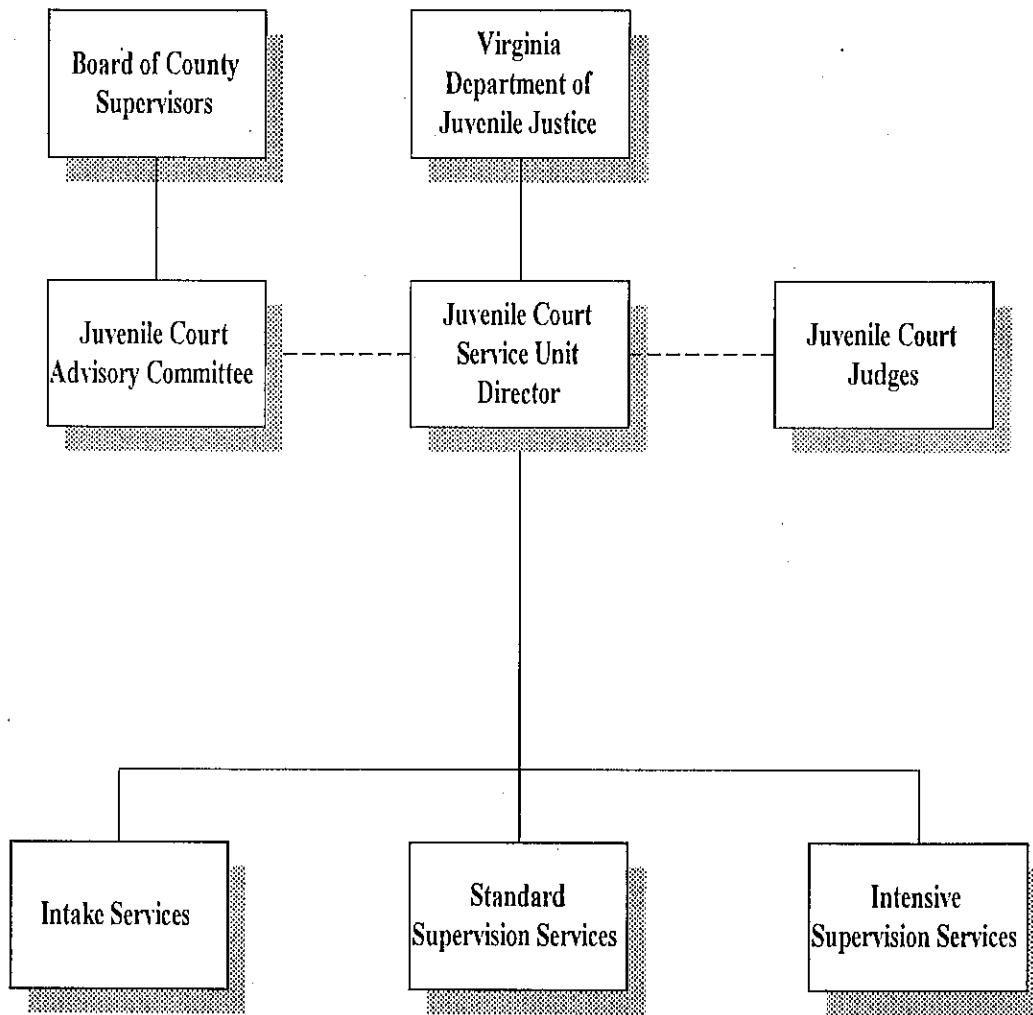 Board of County
Supervisors
Virginia
Department of
Juvenile Justice
Juvenile Court
Advisory Committee
Juvenile Court
Service Unit
Director
Juvenile Court
Judges
Intake Services
Standard
Supervision Services
Intensive
Supervision Services